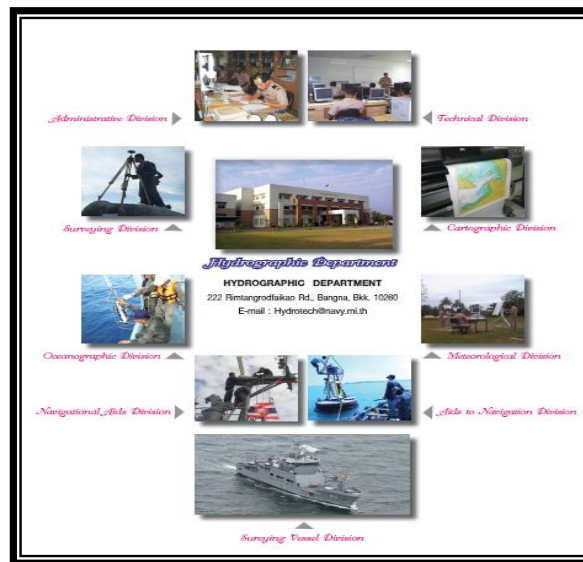 Administrative Division
Technical Division
Surveying Division
Cartographic Division
Hydrographic Department
HYDROGRAPHIC DEPARTMENT
222 Rimtangrodfaikao Rd., Bangna, Bkk. 10260
E-mail : Hydrotech@navy.mi.th
Oceanographic Division
Meteorological Division
Navigational Aids Division
Aids to Navigation Division
Sureying Vessel Division